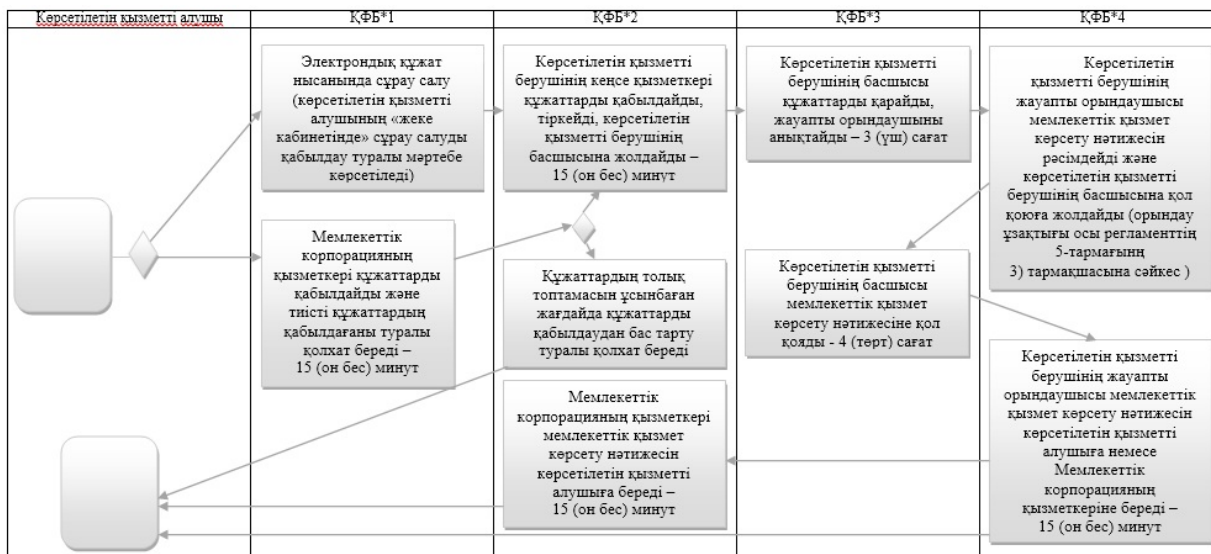 Көрсетілетін қызметті алушы
ҚФБ*1
ҚФБ*2
ҚФБ*3
ҚФБ*4
Электрондық құжат
нысанында сұрау салу
(көрсетілетін қызметті
алушының «жеке
кабинетінде» сұрау салуды
қабылдау туралы мәртебе
көрсетіледі)
Мемлекеттік
корпорацияның
қызметкері құжаттарды
қабылдайды және
тиісті құжаттардың
қабылдағаны туралы
қолхат береді –
15 (он бес) минут
Көрсетілетін қызметті
берушінің кеңсе қызметкері
құжаттарды қабылдайды,
тіркейді, көрсетілетін
қызметті берушінің
басшысына жолдайды –
15 (он бес) минут
Құжаттардың толық
топтамасын ұсынбаған
жағдайда құжаттарды
қабылдаудан бас тарту
туралы қолхат береді
Мемлекеттік
корпорацияның қызметкері
мемлекеттік қызмет
көрсету нәтижесін
көрсетілетін қызметті
алушыға береді –
15 (он бес) минут
Көрсетілетін қызметті
берушінің басшысы
құжаттарды қарайды,
жауапты орындаушыны
анықтайды – 3 (үш) сағат
Көрсетілетін қызметті
берушінің басшысы
мемлекеттік қызмет
көрсету нәтижесіне қол
қояды - 4 (төрт) сағат
Көрсетілетін
қызметті берушінің
жауапты орындаушысы
мемлекеттік қызмет
көрсету нәтижесін
рәсімдейді және
көрсетілетін қызметті
берушінің басшысына қол
қоюға жолдайды (орындау
ұзақтығы осы регламенттің
5-тармағынң
3) тармақшасына сәйкес )
Көрсетілетін қызметті
берушінің жауапты
орындаушысы мемлекеттік
қызмет көрсету нәтижесін
көрсетілетін қызметті
алушыға немесе
Мемлекеттік
корпорацияның
қызметкеріне береді –
15 (он бес) минут